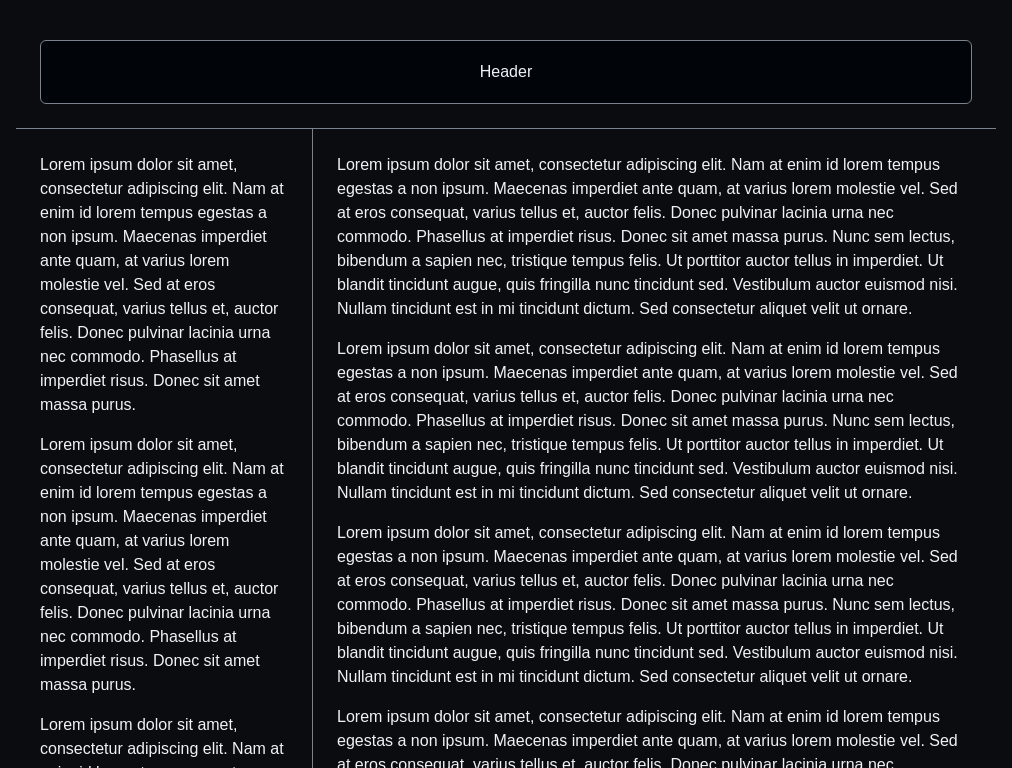 Header
Lorem ipsum dolor sit amet,
consectetur adipiscing elit. Nam at
enim id lorem tempus egestas a
non ipsum. Maecenas imperdiet
ante quam, at varius lorem
molestie vel. Sed at eros
consequat, varius tellus et, auctor
felis. Donec pulvinar lacinia urna
nec commodo. Phasellus at
imperdiet risus. Donec sit amet
massa purus.
Lorem ipsum dolor sit amet,
consectetur adipiscing elit. Nam at
enim id lorem tempus egestas a
non ipsum. Maecenas imperdiet
ante quam, at varius lorem
molestie vel. Sed at eros
consequat, varius tellus et, auctor
felis. Donec pulvinar lacinia urna
nec commodo. Phasellus at
imperdiet risus. Donec sit amet
massa purus.
Lorem ipsum dolor sit amet,
consectetur adipiscing elit. Nam at
Lorem ipsum dolor sit amet, consectetur adipiscing elit. Nam at enim id lorem tempus
egestas a non ipsum. Maecenas imperdiet ante quam, at varius lorem molestie vel. Sed
at eros consequat, varius tellus et, auctor felis. Donec pulvinar lacinia urna nec
commodo. Phasellus at imperdiet risus. Donec sit amet massa purus. Nunc sem lectus,
bibendum a sapien nec, tristique tempus felis. Ut porttitor auctor tellus in imperdiet. Ut
blandit tincidunt augue, quis fringilla nunc tincidunt sed. Vestibulum auctor euismod nisi.
Nullam tincidunt est in mi tincidunt dictum. Sed consectetur aliquet velit ut ornare.
Lorem ipsum dolor sit amet, consectetur adipiscing elit. Nam at enim id lorem tempus
egestas a non ipsum. Maecenas imperdiet ante quam, at varius lorem molestie vel. Sed
at eros consequat, varius tellus et, auctor felis. Donec pulvinar lacinia urna nec
commodo. Phasellus at imperdiet risus. Donec sit amet massa purus. Nunc sem lectus,
bibendum a sapien nec, tristique tempus felis. Ut porttitor auctor tellus in imperdiet. Ut
blandit tincidunt augue, quis fringilla nunc tincidunt sed. Vestibulum auctor euismod nisi.
Nullam tincidunt est in mi tincidunt dictum. Sed consectetur aliquet velit ut ornare.
Lorem ipsum dolor sit amet, consectetur adipiscing elit. Nam at enim id lorem tempus
egestas a non ipsum. Maecenas imperdiet ante quam, at varius lorem molestie vel. Sed
at eros consequat, varius tellus et, auctor felis. Donec pulvinar lacinia urna nec
commodo. Phasellus at imperdiet risus. Donec sit amet massa purus. Nunc sem lectus,
bibendum a sapien nec, tristique tempus felis. Ut porttitor auctor tellus in imperdiet. Ut
blandit tincidunt augue, quis fringilla nunc tincidunt sed. Vestibulum auctor euismod nisi.
Nullam tincidunt est in mi tincidunt dictum. Sed consectetur aliquet velit ut ornare.
Lorem ipsum dolor sit amet, consectetur adipiscing elit. Nam at enim id lorem tempus
egestas a non ipsum. Maecenas imperdiet ante quam, at varius lorem molestie vel. Sed
at eros consequat, varius tellus et, auctor felis. Donec pulvinar lacinia urna nec